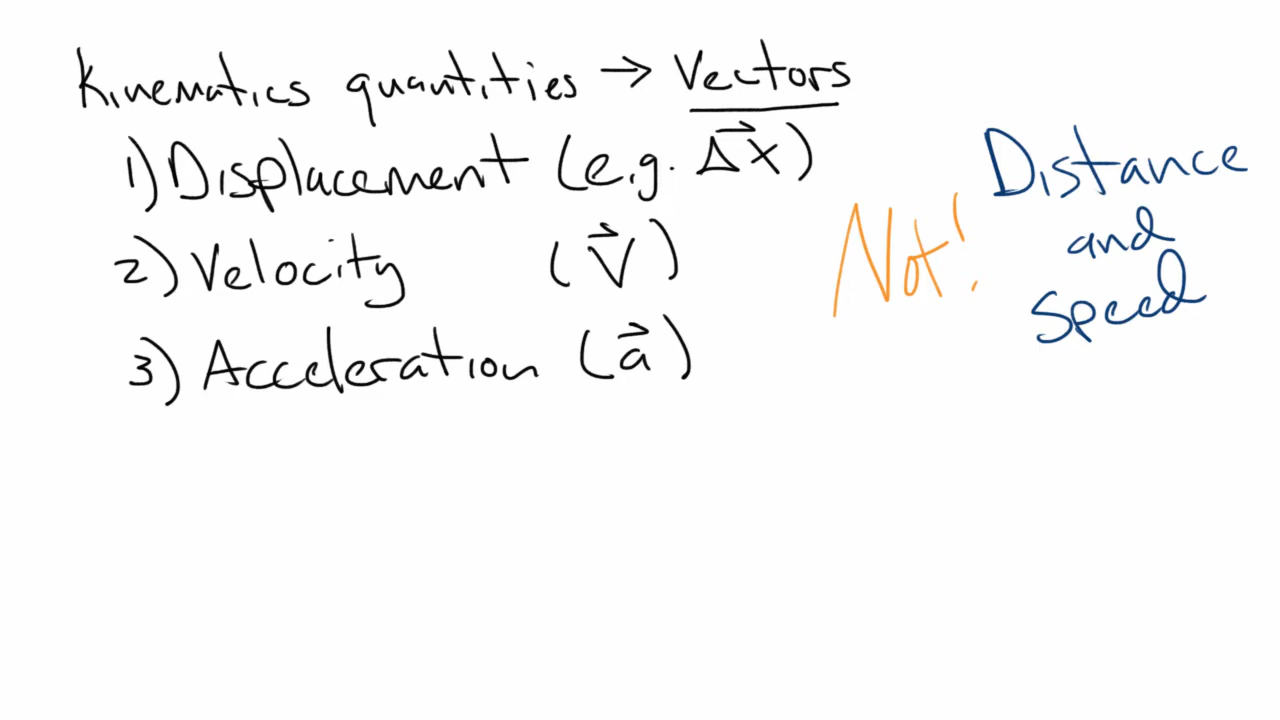 Kinematics quantities → Vectors
1) Displacement (e.g. Δx⃗)
2) Velocity (v⃗)
3) Acceleration (a⃗)
Not!
Distance
and
Speed